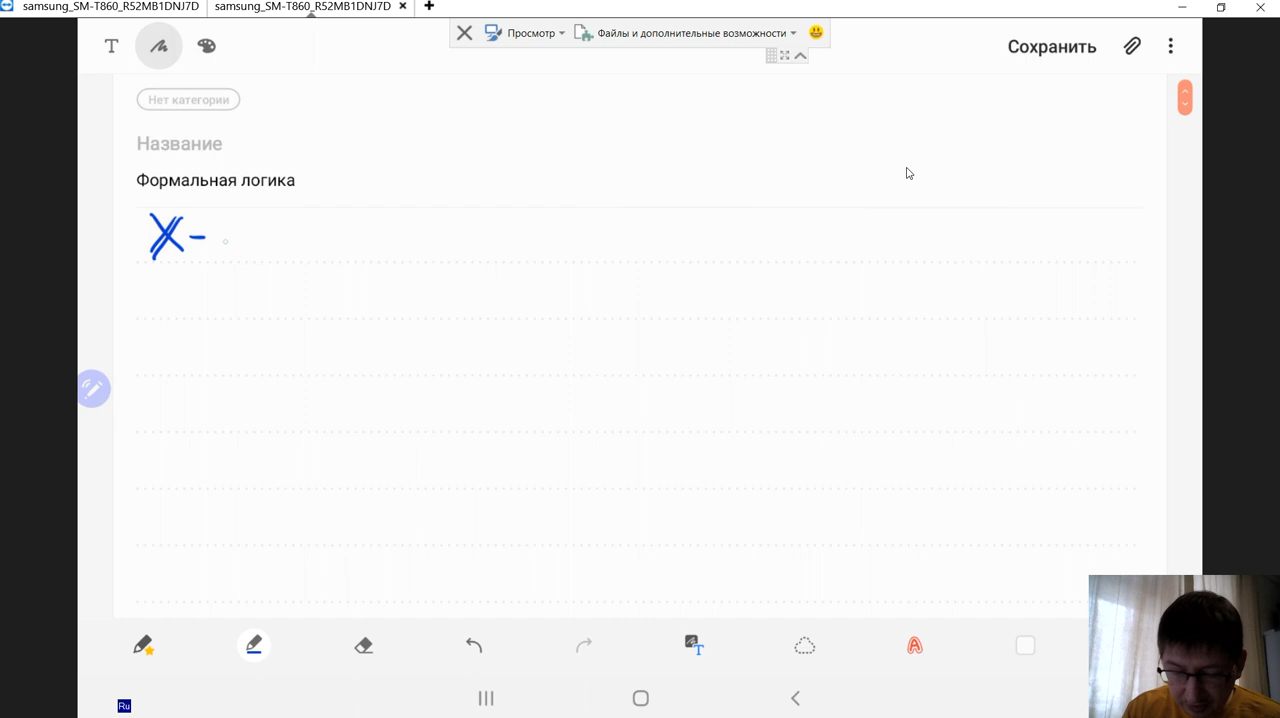 samsung_SM-T860_R52MB1DNJ7D samsung_SM-T860_R52MB1DNJ7D
Просмотр Файлы и дополнительные возможности
T Сохранить
Нет категории
Название
Формальная логика
X -
T A
Ru